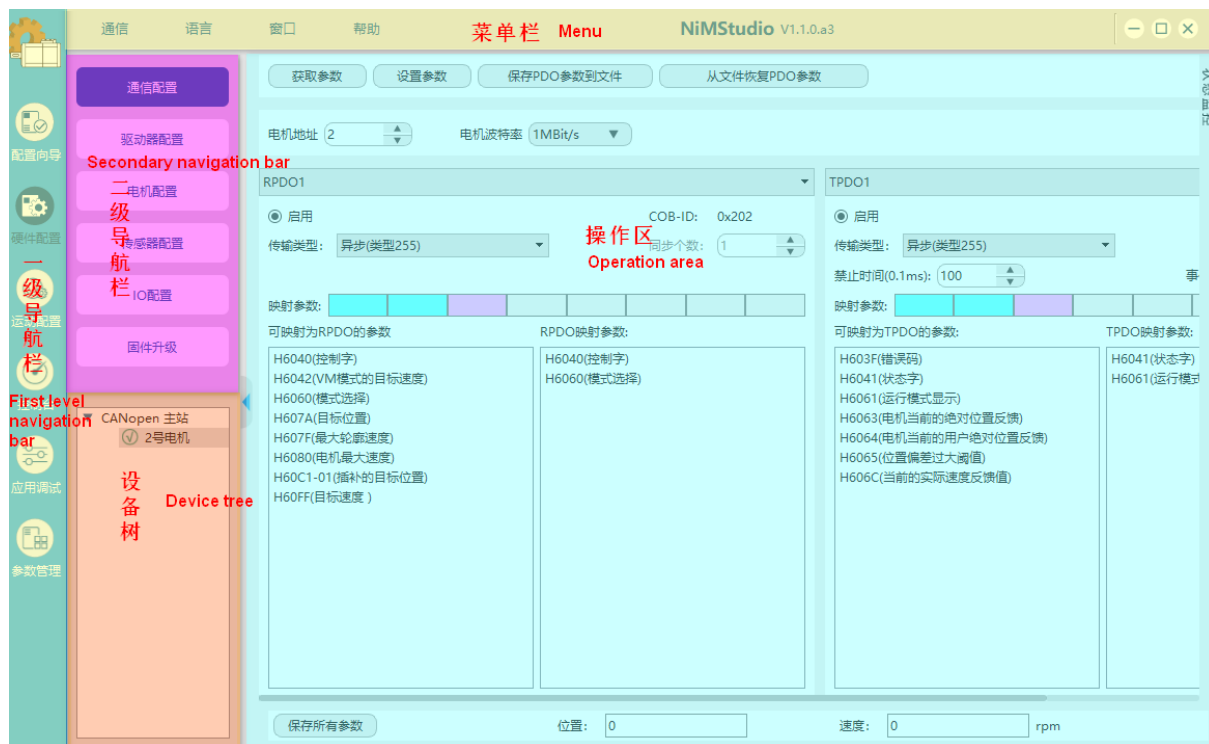 通信 语言 窗口 帮助 菜单栏 Menu NiMStudio V1.1.0.a3
配置向导
硬件配置
运动配置
应用调试
参数管理
一级导航栏
First level navigation bar
通信配置
驱动器配置
Secondary navigation bar
电机配置
传感器配置
IO配置
固件升级
二级导航栏
CANopen 主站
2号电机
设备树 Device tree
获取参数 设置参数 保存PDO参数到文件 从文件恢复PDO参数
电机地址 2 电机波特率 1MBit/s
RPDO1
启用 COB-ID: 0x202
传输类型: 异步(类型255) 同步个数: 1
操作区
Operation area
映射参数:
可映射为RPDO的参数 RPDO映射参数:
H6040(控制字)
H6042(VM模式的目标速度)
H6060(模式选择)
H607A(目标位置)
H607F(最大轮廓速度)
H6080(电机最大速度)
H60C1-01(插补的目标位置)
H60FF(目标速度 )
H6040(控制字)
H6060(模式选择)
TPDO1
启用
传输类型: 异步(类型255)
禁止时间(0.1ms): 100 事
映射参数:
可映射为TPDO的参数: TPDO映射参数:
H603F(错误码)
H6041(状态字)
H6061(运行模式显示)
H6063(电机当前的绝对位置反馈)
H6064(电机当前的用户绝对位置反馈)
H6065(位置偏差过大阈值)
H606C(当前的实际速度反馈值)
H6041(状态字)
H6061(运行模式
保存所有参数 位置: 0 速度: 0 rpm